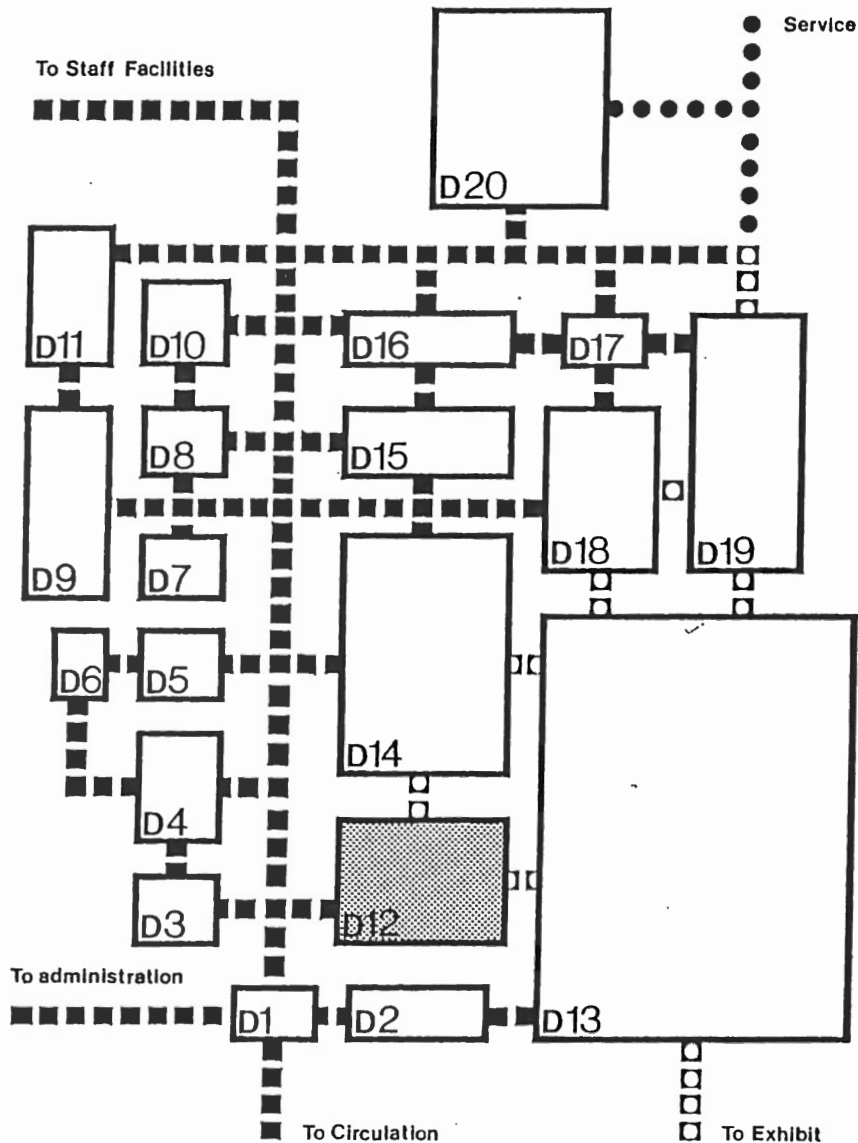 Service
To Staff Facilities
D20
D11
D10
D16
D17
D8
D15
D9
D7
D18
D19
D6
D5
D14
D4
D3
D12
To administration
D1
D2
D13
To Circulation
To Exhibit